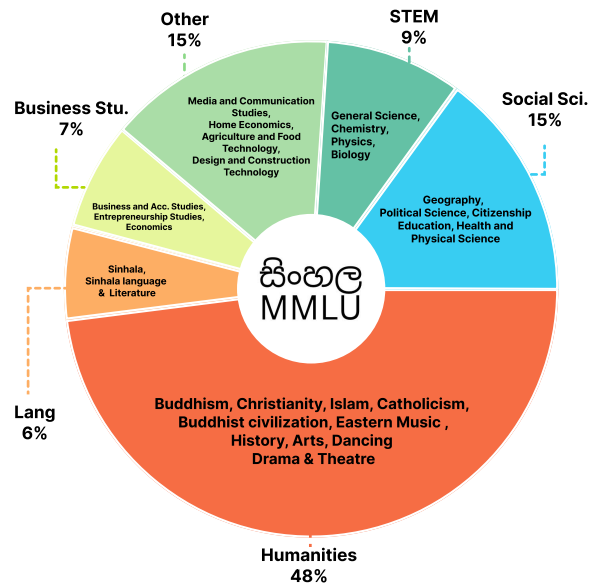 Other
15%
STEM
9%
Social Sci.
15%
Business Stu.
7%
Media and Communication
Studies,
Home Economics,
Agriculture and Food
Technology,
Design and Construction
Technology
General Science,
Chemistry,
Physics,
Biology
Geography,
Political Science, Citizenship
Education, Health and
Physical Science
Business and Acc. Studies,
Entrepreneurship Studies,
Economics
Sinhala,
Sinhala language
& Literature
සිංහල
MMLU
Lang
6%
Buddhism, Christianity, Islam, Catholicism,
Buddhist civilization, Eastern Music ,
History, Arts, Dancing
Drama & Theatre
Humanities
48%